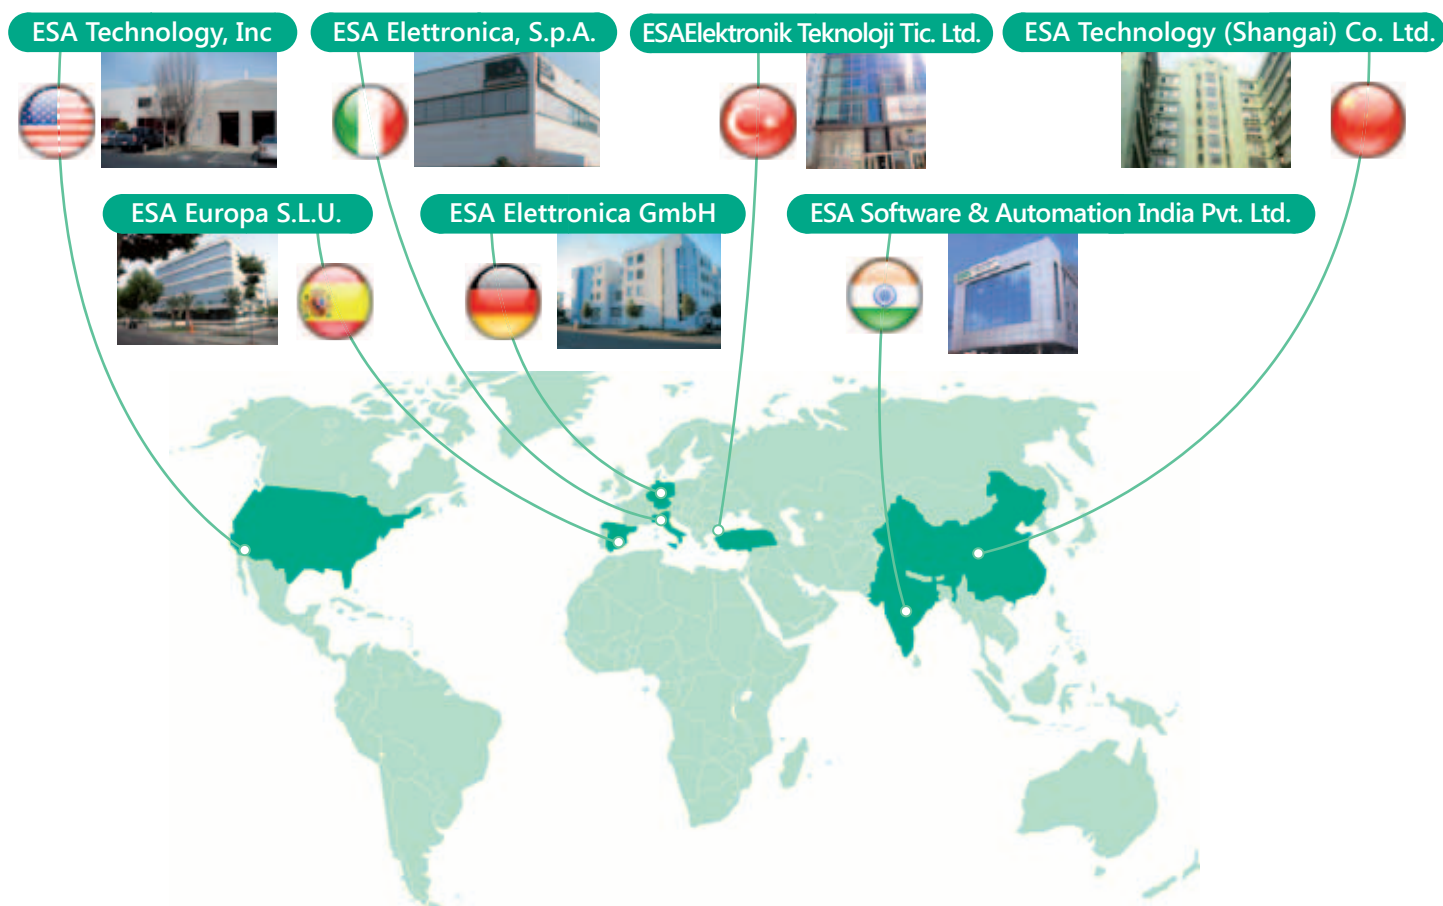 ESA Technology, Inc
ESA Elettronica, S.p.A.
ESAElektronik Teknoloji Tic. Ltd.
ESA Technology (Shangai) Co. Ltd.
ESA Europa S.L.U.
ESA Elettronica GmbH
ESA Software & Automation India Pvt. Ltd.